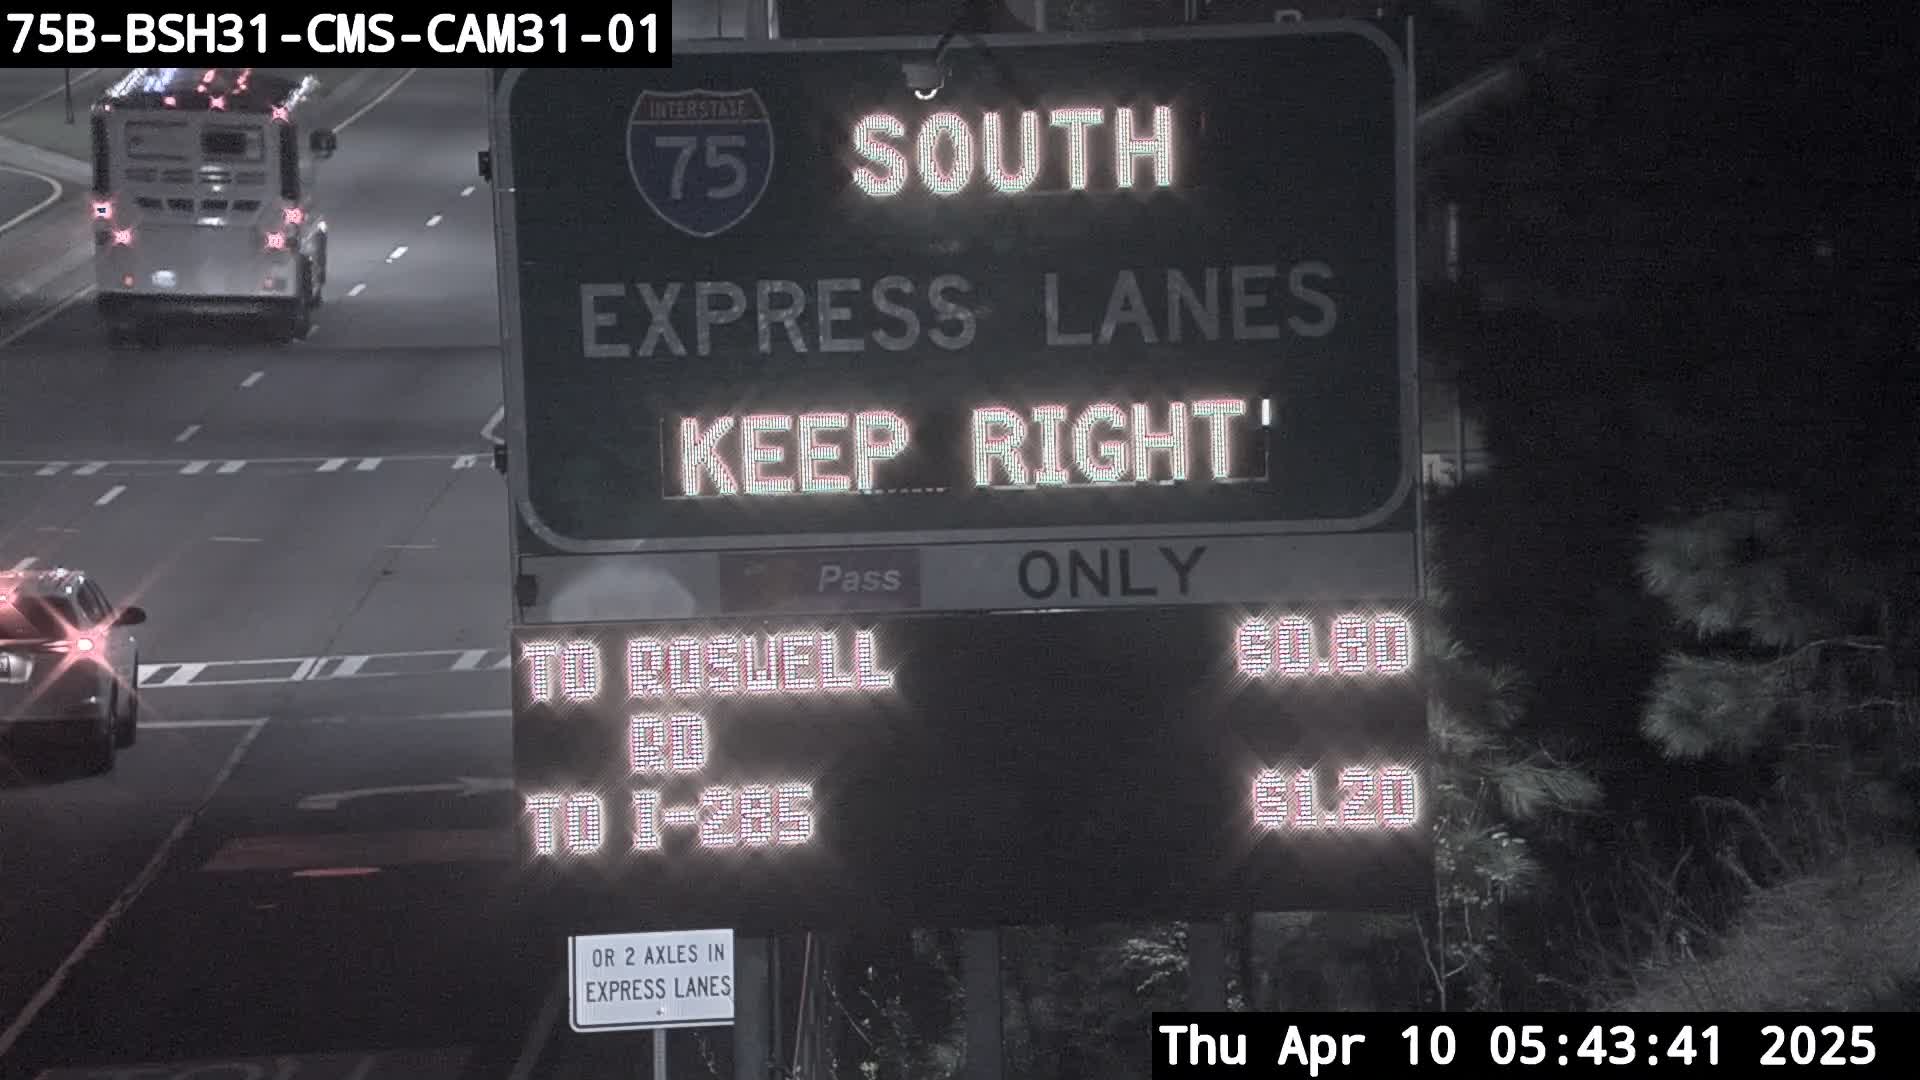 75B-BSH31-CMS-CAM31-01
INTERSTATE
75
SOUTH
EXPRESS LANES
KEEP RIGHT
Pass ONLY
TO ROSWELL $0.80
RD
TO I-285 $1.20
OR 2 AXLES IN
EXPRESS LANES
Thu Apr 10 05:43:41 2025